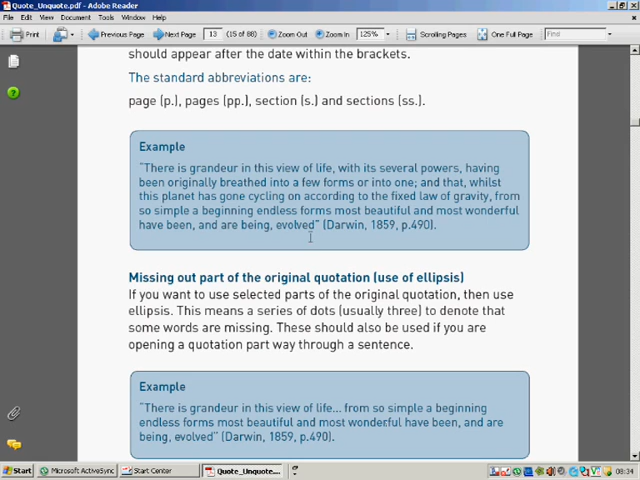 Quote_Unquote.pdf - Adobe Reader
File Edit View Document Tools Window Help
Print Previous Page Next Page 13 (15 of 88) Zoom Out Zoom In 125% Scrolling Pages One Full Page Find
should appear after the date within the brackets.
The standard abbreviations are:
page (p.), pages (pp.), section (s.) and sections (ss.).
Example
"There is grandeur in this view of life, with its several powers, having
been originally breathed into a few forms or into one; and that, whilst
this planet has gone cycling on according to the fixed law of gravity, from
so simple a beginning endless forms most beautiful and most wonderful
have been, and are being, evolved" (Darwin, 1859, p.490).
Missing out part of the original quotation (use of ellipsis)
If you want to use selected parts of the original quotation, then use
ellipsis. This means a series of dots (usually three) to denote that
some words are missing. These should also be used if you are
opening a quotation part way through a sentence.
Example
"There is grandeur in this view of life... from so simple a beginning
endless forms most beautiful and most wonderful have been, and are
being, evolved" (Darwin, 1859, p.490).
Start Microsoft ActiveSync Start Center Quote_Unquote.... 08:34